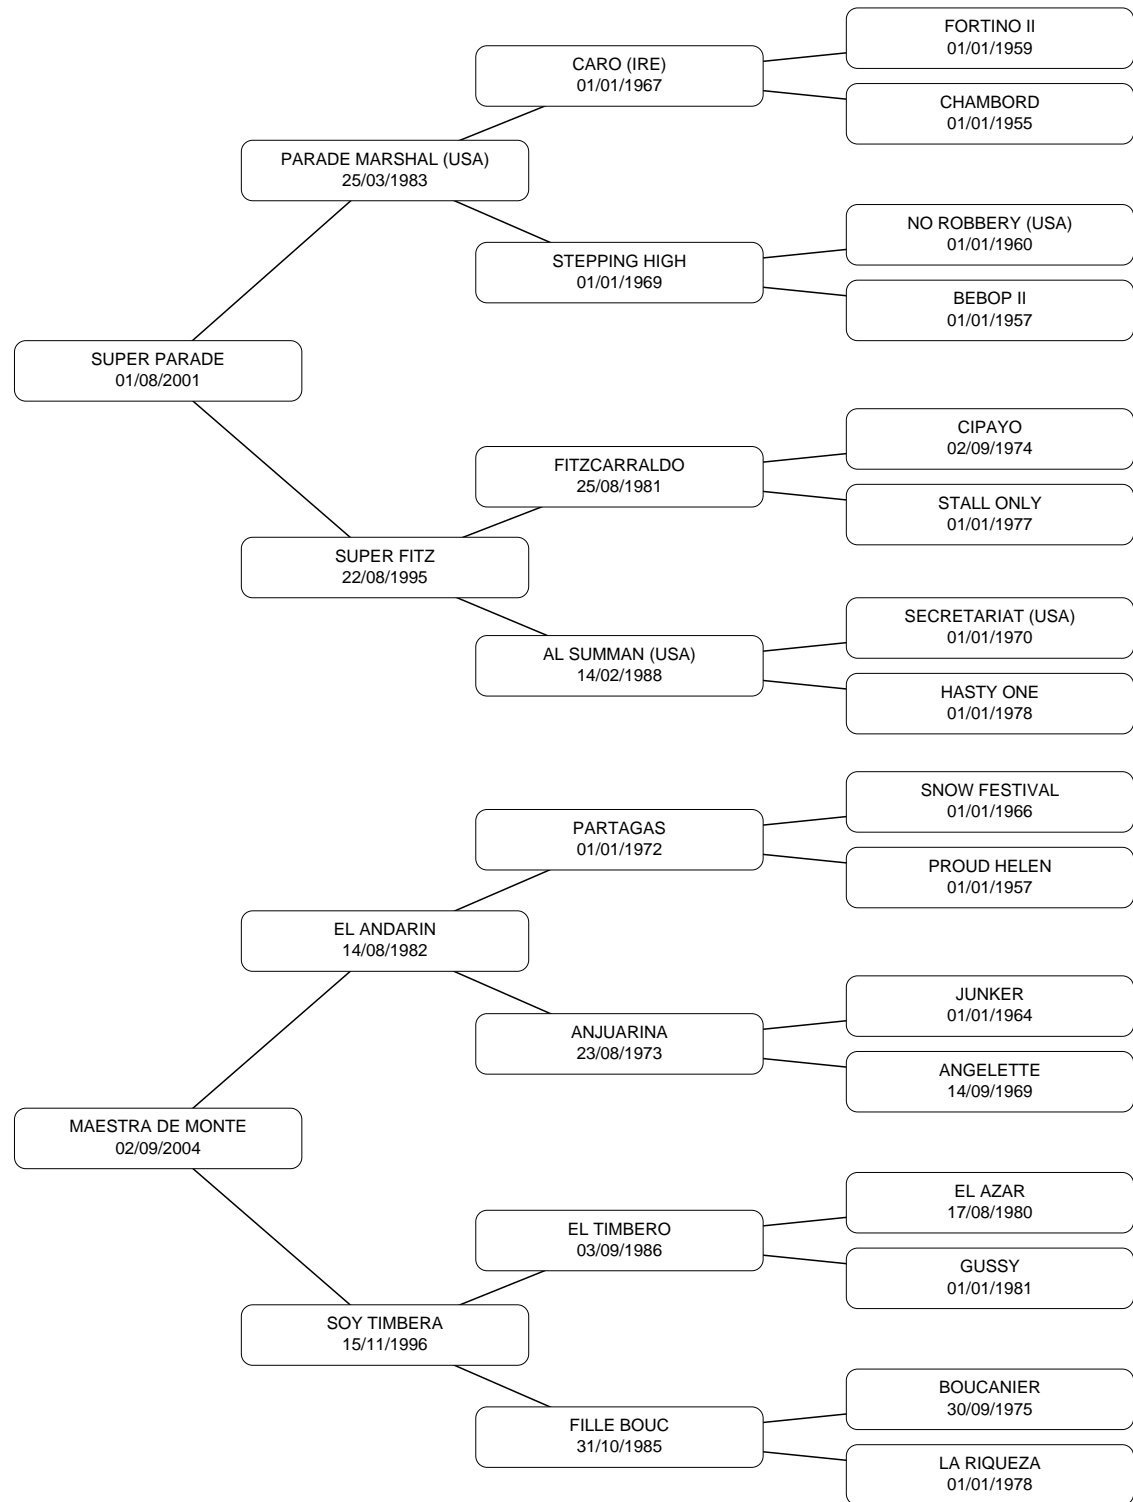 FORTINO II
01/01/1959
CARO (IRE)
01/01/1967
CHAMBORD
01/01/1955
PARADE MARSHAL (USA)
25/03/1983
NO ROBBERY (USA)
01/01/1960
STEPPING HIGH
01/01/1969
BEBOP II
01/01/1957
SUPER PARADE
01/08/2001
CIPAYO
02/09/1974
FITZCARRALDO
25/08/1981
STALL ONLY
01/01/1977
SUPER FITZ
22/08/1995
SECRETARIAT (USA)
01/01/1970
AL SUMMAN (USA)
14/02/1988
HASTY ONE
01/01/1978
SNOW FESTIVAL
01/01/1966
PARTAGAS
01/01/1972
PROUD HELEN
01/01/1957
EL ANDARIN
14/08/1982
JUNKER
01/01/1964
ANJUARINA
23/08/1973
ANGELETTE
14/09/1969
MAESTRA DE MONTE
02/09/2004
EL AZAR
17/08/1980
EL TIMBERO
03/09/1986
GUSSY
01/01/1981
SOY TIMBERA
15/11/1996
BOUCANIER
30/09/1975
FILLE BOUC
31/10/1985
LA RIQUEZA
01/01/1978